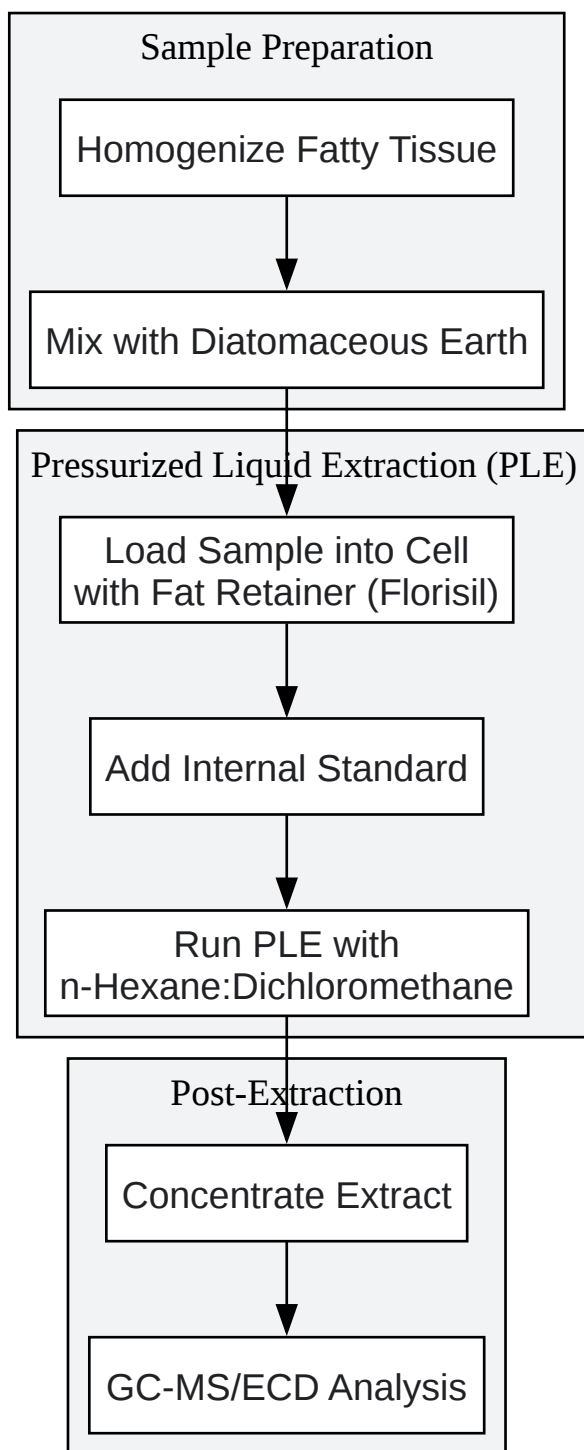 Sample Preparation
Homogenize Fatty Tissue
Mix with Diatomaceous Earth
Pressurized Liquid Extraction (PLE)
Load Sample into Cell
with Fat Retainer (Florisil)
Add Internal Standard
Run PLE with
n-Hexane:Dichloromethane
Post-Extraction
Concentrate Extract
GC-MS/ECD Analysis